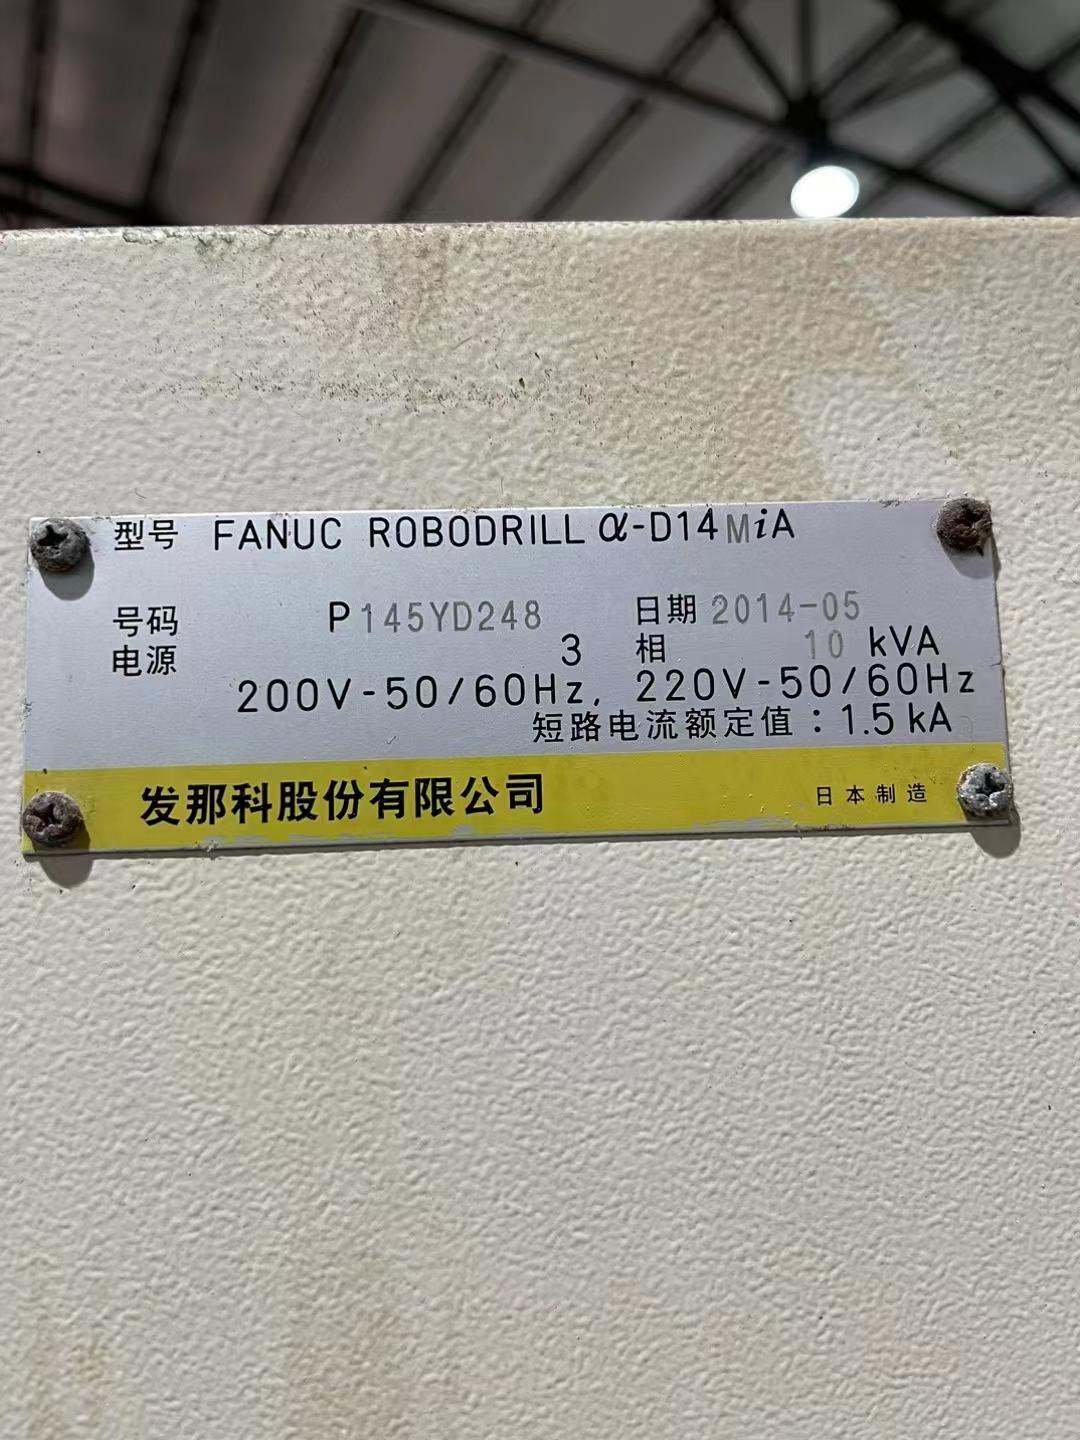 型号 FANUC ROBODRILL α-D14MiA
号码 P145YD248 日期 2014-05
电源 3 相 10 kVA
200V-50/60Hz, 220V-50/60Hz
短路电流额定值：1.5kA
发那科股份有限公司 日本制造